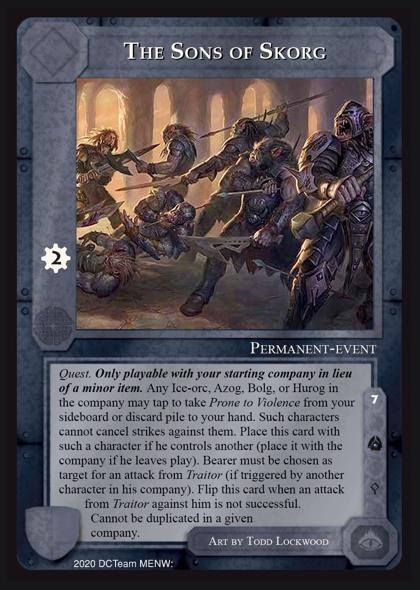 THE SONS OF SKORG
2
PERMANENT-EVENT
Quest. Only playable with your starting company in lieu
of a minor item. Any Ice-orc, Azog, Bolg, or Hurog in
the company may tap to take Prone to Violence from your
sideboard or discard pile to your hand. Such characters
cannot cancel strikes against them. Place this card with
such a character if he controls another (place it with the
company if he leaves play). Bearer must be chosen as
target for an attack from Traitor (if triggered by another
character in his company). Flip this card when an attack
from Traitor against him is not successful.
Cannot be duplicated in a given
company.
7
ART BY TODD LOCKWOOD
2020 DCTeam MENW: